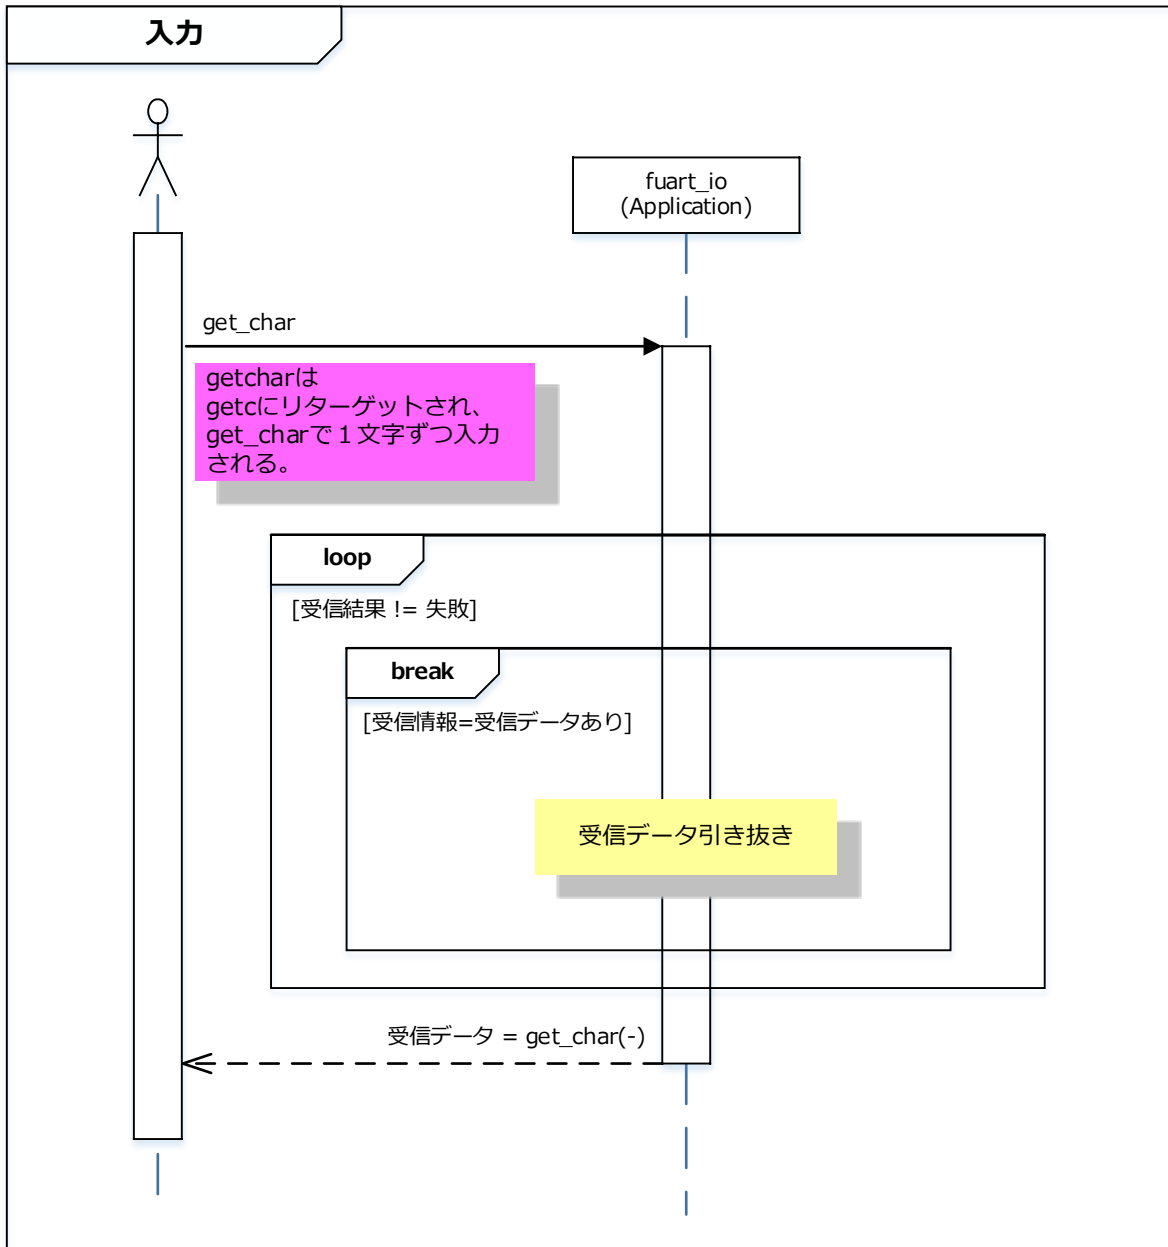 入力
fuart_io
(Application)
get_char
getcharは
getcにリターゲットされ、
get_charで１文字ずつ入力
される。
loop
[受信結果 != 失敗]
break
[受信情報=受信データあり]
受信データ引き抜き
受信データ = get_char(-)